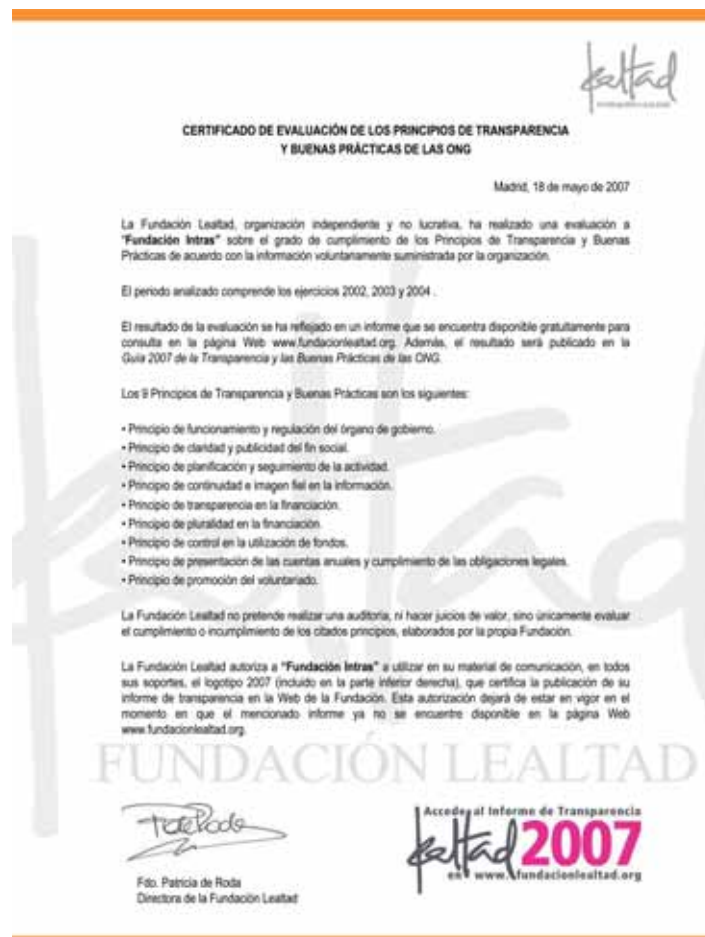 lealtad
FUNDACIÓN LEALTAD
CERTIFICADO DE EVALUACIÓN DE LOS PRINCIPIOS DE TRANSPARENCIA
Y BUENAS PRÁCTICAS DE LAS ONG
Madrid, 18 de mayo de 2007
La Fundación Lealtad, organización independiente y no lucrativa, ha realizado una evaluación a
"Fundación Intras" sobre el grado de cumplimiento de los Principios de Transparencia y Buenas
Prácticas de acuerdo con la información voluntariamente suministrada por la organización.
El periodo analizado comprende los ejercicios 2002, 2003 y 2004 .
El resultado de la evaluación se ha reflejado en un informe que se encuentra disponible gratuitamente para
consulta en la página Web www.fundacionlealtad.org. Además, el resultado será publicado en la
Guía 2007 de la Transparencia y las Buenas Prácticas de las ONG.
Los 9 Principios de Transparencia y Buenas Prácticas son los siguientes:
• Principio de funcionamiento y regulación del órgano de gobierno.
• Principio de claridad y publicidad del fin social.
• Principio de planificación y seguimiento de la actividad.
• Principio de continuidad e imagen fiel en la información.
• Principio de transparencia en la financiación.
• Principio de pluralidad en la financiación.
• Principio de control en la utilización de fondos.
• Principio de presentación de las cuentas anuales y cumplimiento de las obligaciones legales.
• Principio de promoción del voluntariado.
La Fundación Lealtad no pretende realizar una auditoría, ni hacer juicios de valor, sino únicamente evaluar
el cumplimiento o incumplimiento de los citados principios, elaborados por la propia Fundación.
La Fundación Lealtad autoriza a "Fundación Intras" a utilizar en su material de comunicación, en todos
sus soportes, el logotipo 2007 (incluido en la parte inferior derecha), que certifica la publicación de su
informe de transparencia en la Web de la Fundación. Esta autorización dejará de estar en vigor en el
momento en que el mencionado informe ya no se encuentre disponible en la página Web
www.fundacionlealtad.org.
FUNDACIÓN LEALTAD
Accede al Informe de Transparencia
lealtad 2007
en www.fundacionlealtad.org
Fdo. Patricia de Roda
Directora de la Fundación Lealtad